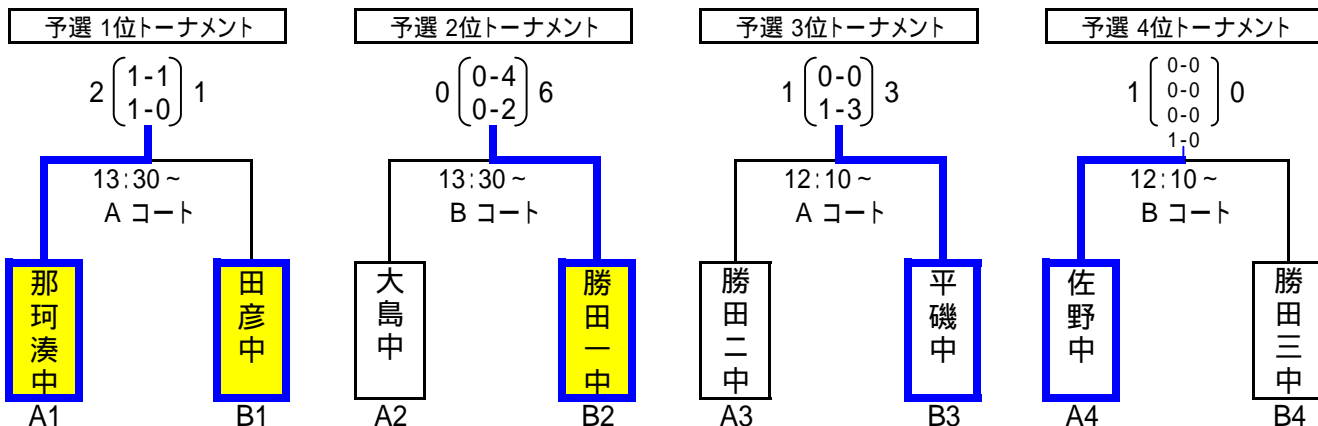 予選 1位トーナメント
2 1-1 1
1-0
13:30～
A コート
那珂湊中
田彦中
A1
B1
予選 2位トーナメント
0 0-4 6
0-2
13:30～
B コート
大島中
勝田一中
A2
B2
予選 3位トーナメント
1 0-0 3
1-3
12:10～
A コート
勝田二中
平磯中
A3
B3
予選 4位トーナメント
0-0
1 0-0 0
0-0
1-0
12:10～
B コート
佐野中
勝田三中
A4
B4